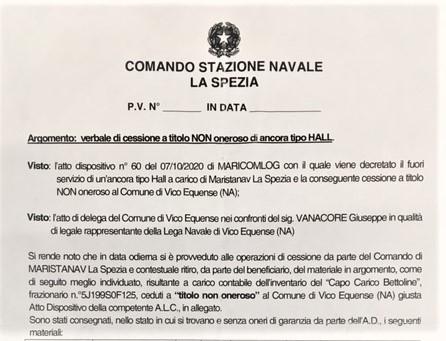 COMANDO STAZIONE NAVALE
LA SPEZIA
P.V. N° ______ IN DATA __________
Argomento: verbale di cessione a titolo NON oneroso di ancora tipo HALL.
Visto: l'atto dispositivo n° 60 del 07/10/2020 di MARICOMLOG con il quale viene decretato il fuori
servizio di un'ancora tipo Hall a carico di Maristanav La Spezia e la conseguente cessione a titolo
NON oneroso al Comune di Vico Equense (NA);
Visto: l'atto di delega del Comune di Vico Equense nei confronti del sig. VANACORE Giuseppe in qualità
di legale rappresentante della Lega Navale di Vico Equense (NA)
Si rende noto che in data odierna si è provveduto alle operazioni di cessione da parte del Comando di
MARISTANAV La Spezia e contestuale ritiro, da parte del beneficiario, del materiale in argomento, come
di seguito meglio individuato, risultante a carico contabile dell'inventario del "Capo Carico Bettoline",
frazionario n.°5J199S0F125, ceduti a "titolo non oneroso" al Comune di Vico Equense (NA) giusta
Atto Dispositivo della competente A.L.C., in allegato.
Sono stati consegnati, nello stato in cui si trovano e senza oneri di garanzia da parte dell'A.D., i seguenti
materiali: